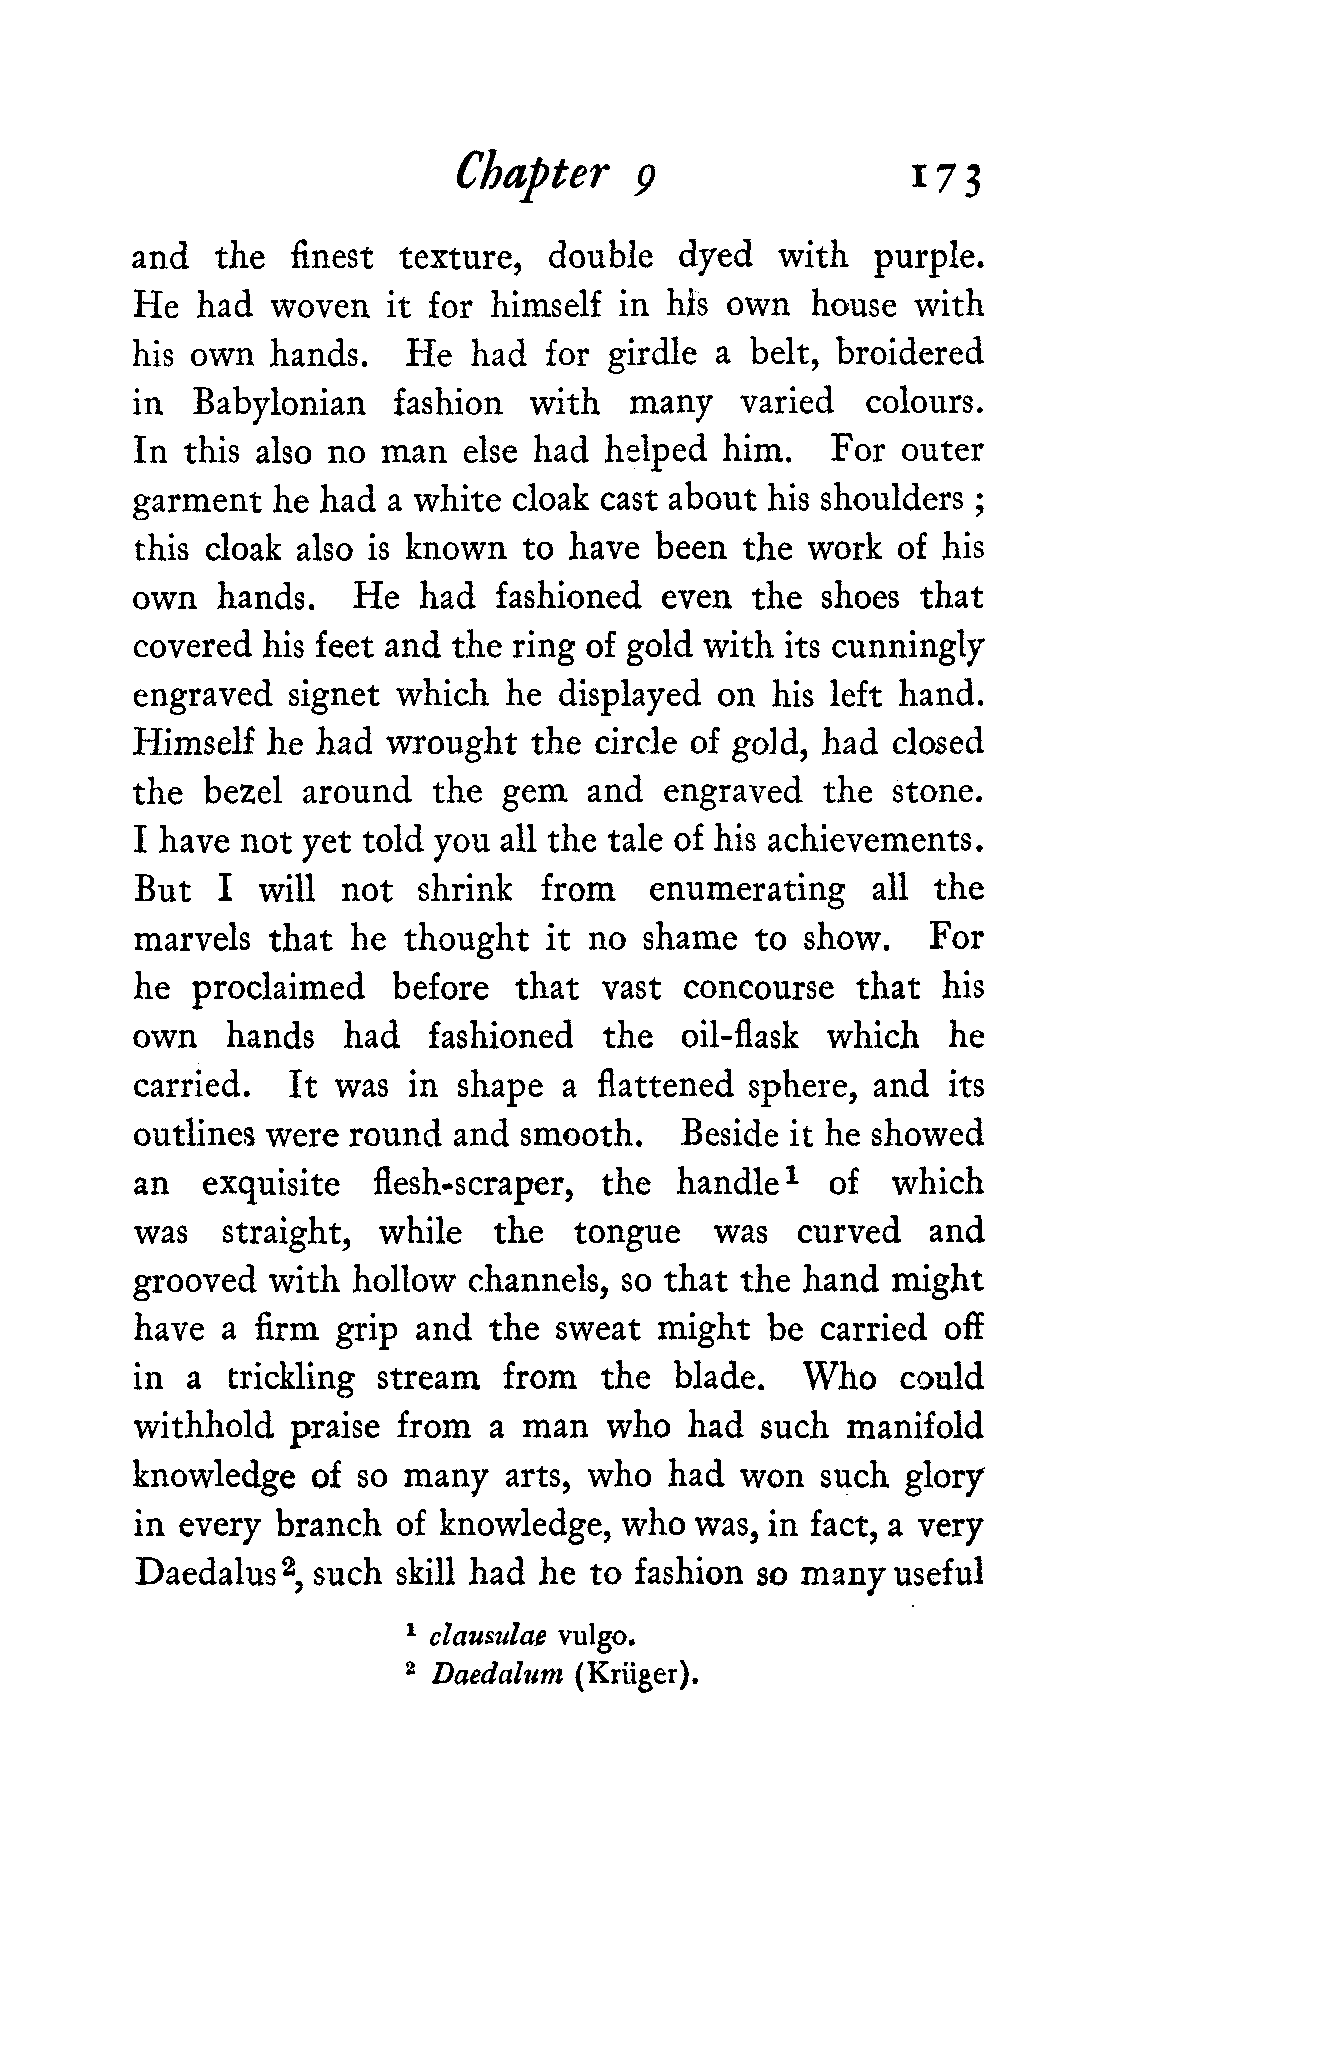 Chapter 9 173
and the finest texture, double dyed with purple.
He had woven it for himself in his own house with
his own hands. He had for girdle a belt, broidered
in Babylonian fashion with many varied colours.
In this also no man else had helped him. For outer
garment he had a white cloak cast about his shoulders ;
this cloak also is known to have been the work of his
own hands. He had fashioned even the shoes that
covered his feet and the ring of gold with its cunningly
engraved signet which he displayed on his left hand.
Himself he had wrought the circle of gold, had closed
the bezel around the gem and engraved the stone.
I have not yet told you all the tale of his achievements.
But I will not shrink from enumerating all the
marvels that he thought it no shame to show. For
he proclaimed before that vast concourse that his
own hands had fashioned the oil-flask which he
carried. It was in shape a flattened sphere, and its
outlines were round and smooth. Beside it he showed
an exquisite flesh-scraper, the handle¹ of which
was straight, while the tongue was curved and
grooved with hollow channels, so that the hand might
have a firm grip and the sweat might be carried off
in a trickling stream from the blade. Who could
withhold praise from a man who had such manifold
knowledge of so many arts, who had won such glory
in every branch of knowledge, who was, in fact, a very
Daedalus², such skill had he to fashion so many useful
¹ clausulae vulgo.
² Daedalum (Krüger).